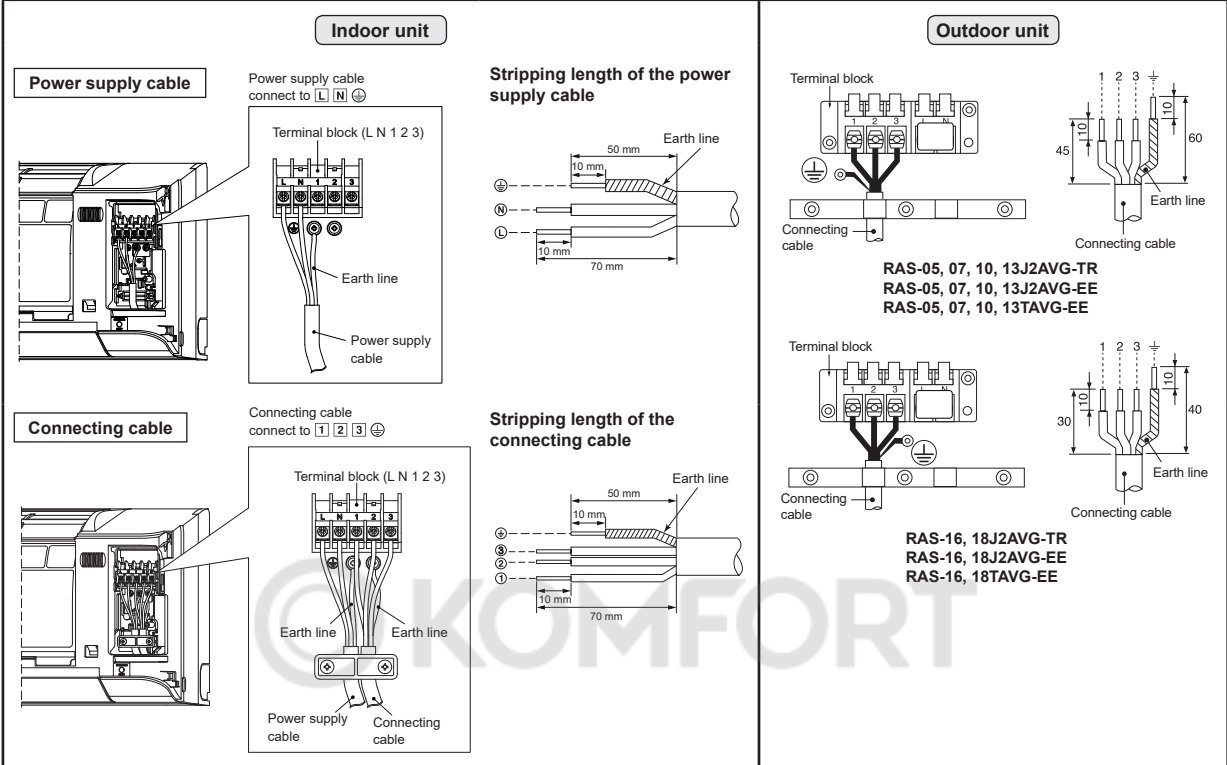 Indoor unit
Power supply cable
Power supply cable
connect to L N ⏚
Terminal block (L N 1 2 3)
L N 1 2 3
Earth line
Power supply
cable
Stripping length of the power
supply cable
Earth line
50 mm
10 mm
N
L
10 mm
70 mm
Connecting cable
Connecting cable
connect to 1 2 3 ⏚
Terminal block (L N 1 2 3)
L N 1 2 3
Earth line
Earth line
Power supply
cable
Connecting
cable
Stripping length of the
connecting cable
Earth line
50 mm
10 mm
3
2
1
10 mm
70 mm
Outdoor unit
Terminal block
1 2 3 L N
Connecting
cable
1 2 3
10
10
45
60
Earth line
Connecting cable
RAS-05, 07, 10, 13J2AVG-TR
RAS-05, 07, 10, 13J2AVG-EE
RAS-05, 07, 10, 13TAVG-EE
Terminal block
1 2 3 L N
Connecting
cable
1 2 3
10
10
30
40
Earth line
Connecting cable
RAS-16, 18J2AVG-TR
RAS-16, 18J2AVG-EE
RAS-16, 18TAVG-EE
KOMFORT